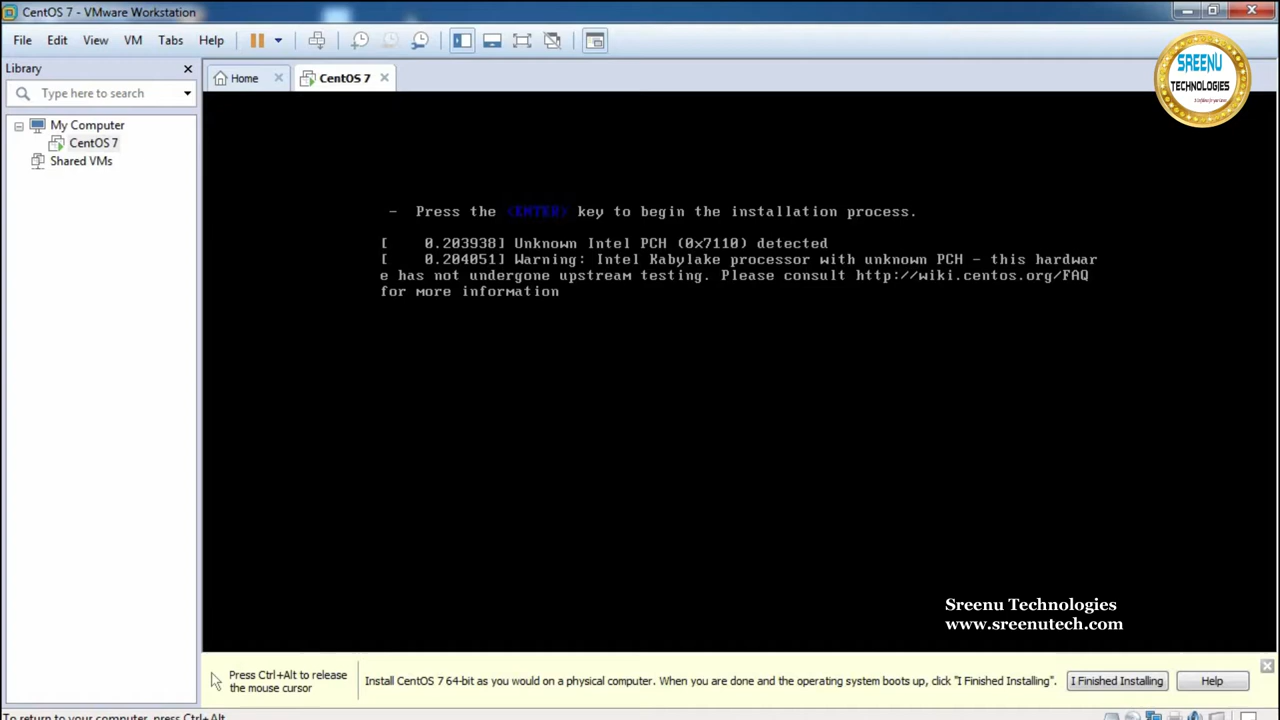 CentOS 7 - VMware Workstation
File Edit View VM Tabs Help
Library
Type here to search
My Computer
CentOS 7
Shared VMs
Home
CentOS 7
SREENU
TECHNOLOGIES
- Press the <ENTER> key to begin the installation process.
[ 0.203938] Unknown Intel PCH (0x7110) detected
[ 0.204051] Warning: Intel Kabylake processor with unknown PCH - this hardwar
e has not undergone upstream testing. Please consult http://wiki.centos.org/FAQ
for more information
Sreenu Technologies
www.sreenutech.com
Press Ctrl+Alt to release
the mouse cursor
Install CentOS 7 64-bit as you would on a physical computer. When you are done and the operating system boots up, click "I Finished Installing".
I Finished Installing
Help
To return to your computer, press Ctrl+Alt.